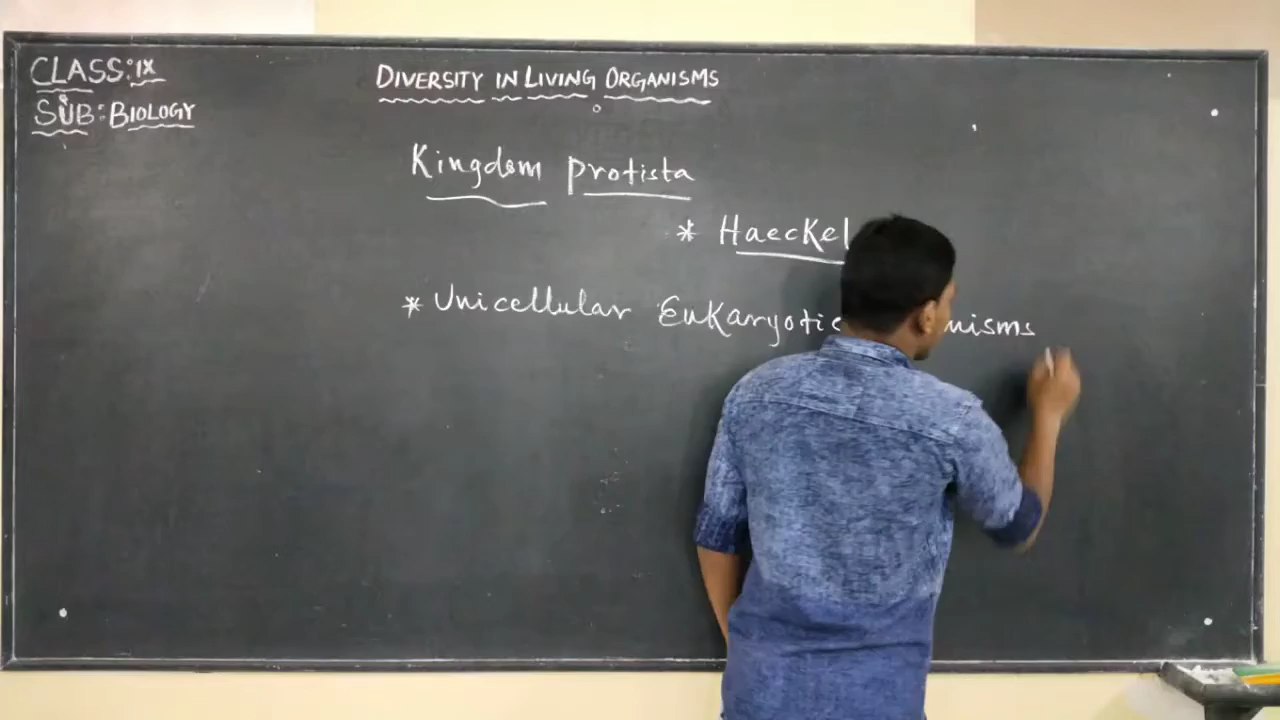 CLASS: IX
SUB: BIOLOGY
DIVERSITY IN LIVING ORGANISMS
Kingdom Protista
* Haeckel
* Unicellular Eukaryotic nisms